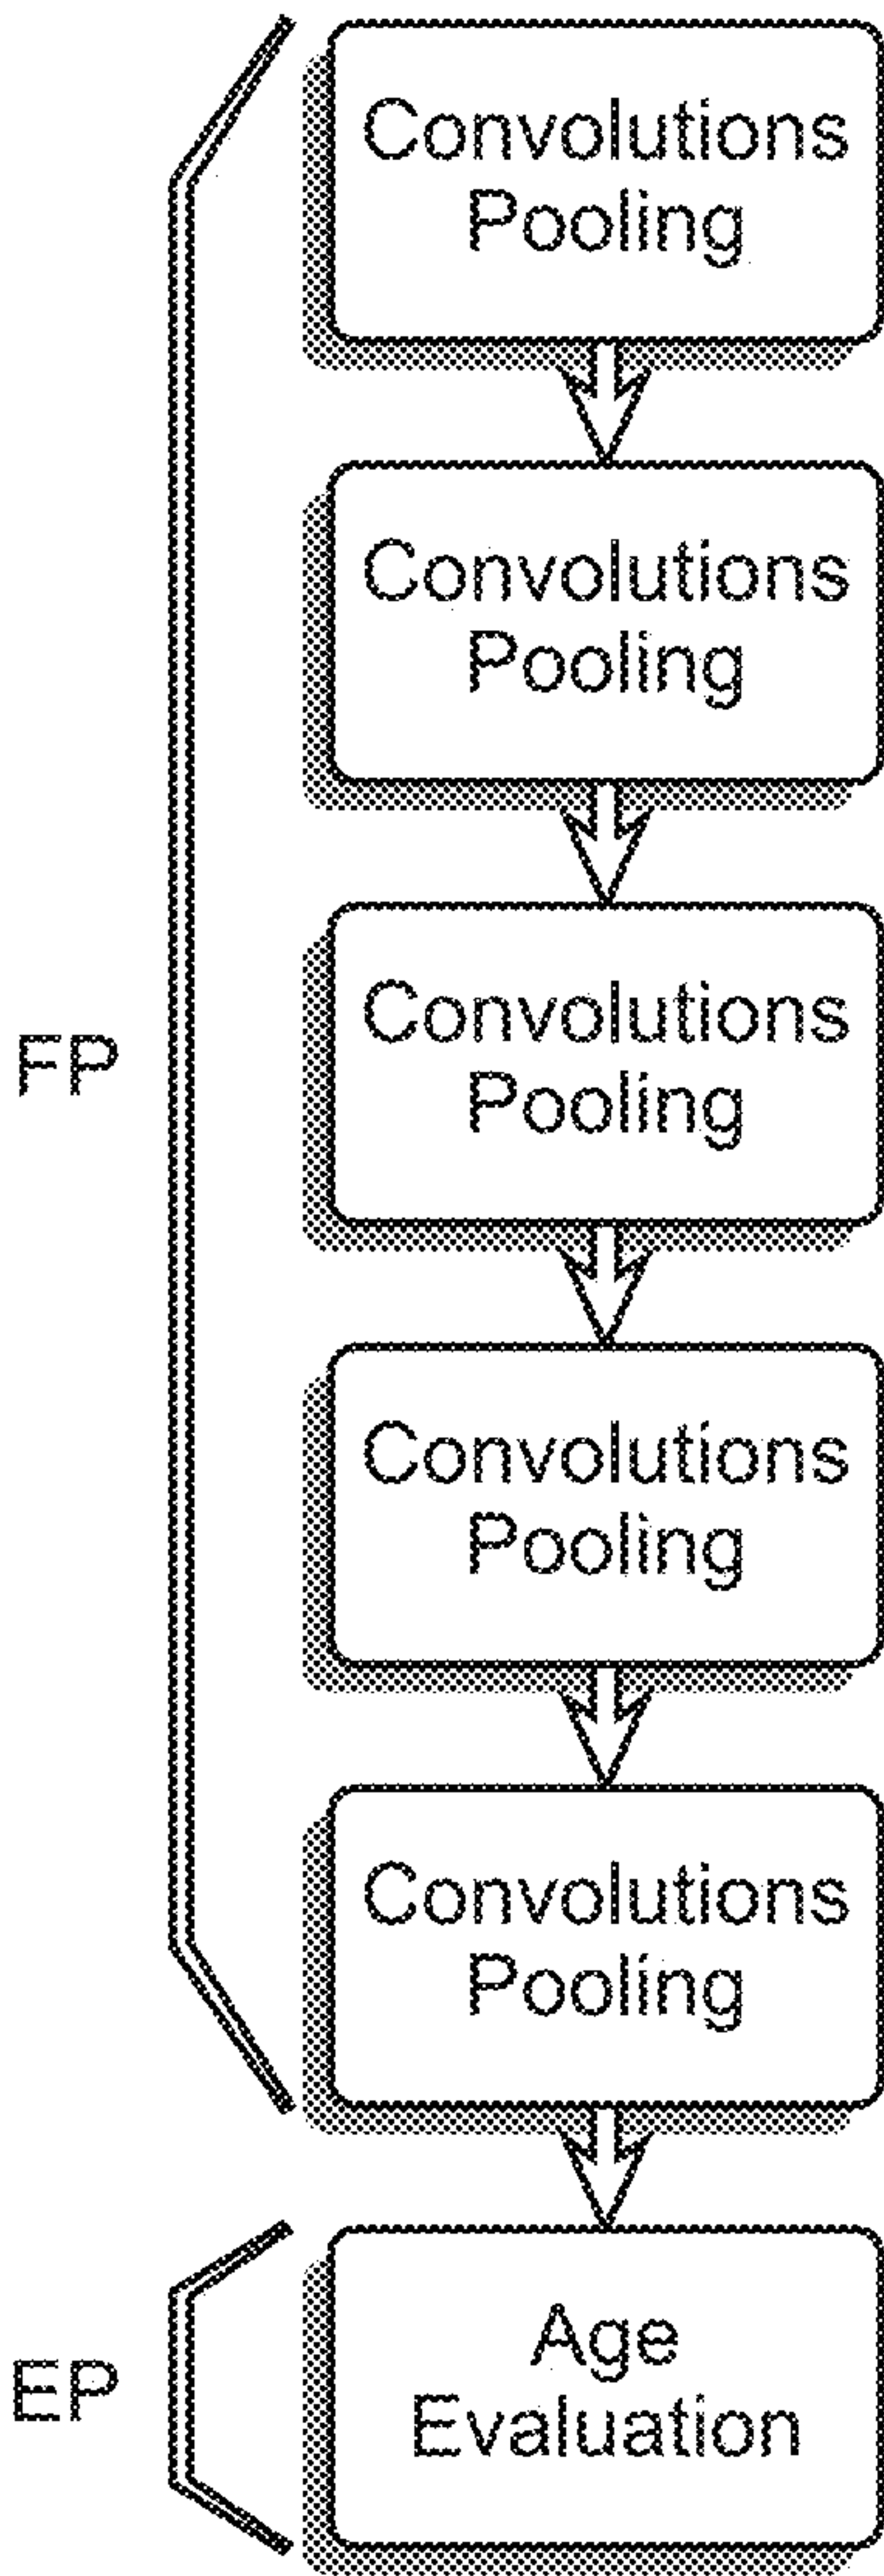 Convolutions
Pooling
Convolutions
Pooling
FP
Convolutions
Pooling
Convolutions
Pooling
Convolutions
Pooling
EP
Age
Evaluation